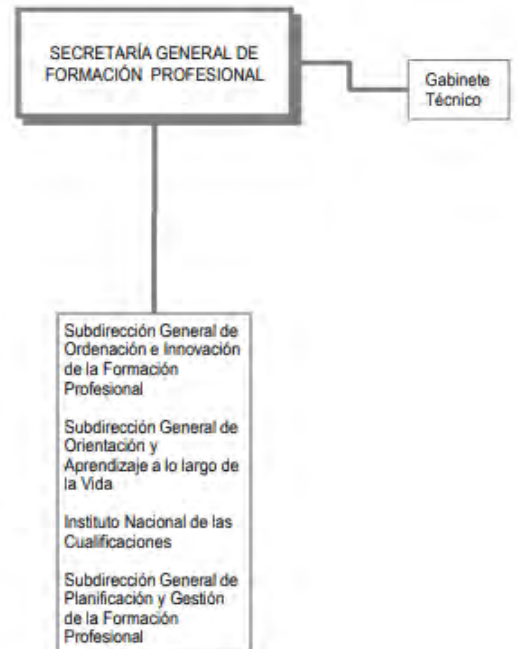 SECRETARÍA GENERAL DE
FORMACIÓN PROFESIONAL
Gabinete
Técnico
Subdirección General de
Ordenación e Innovación
de la Formación
Profesional
Subdirección General de
Orientación y
Aprendizaje a lo largo de
la Vida
Instituto Nacional de las
Cualificaciones
Subdirección General de
Planificación y Gestión
de la Formación
Profesional